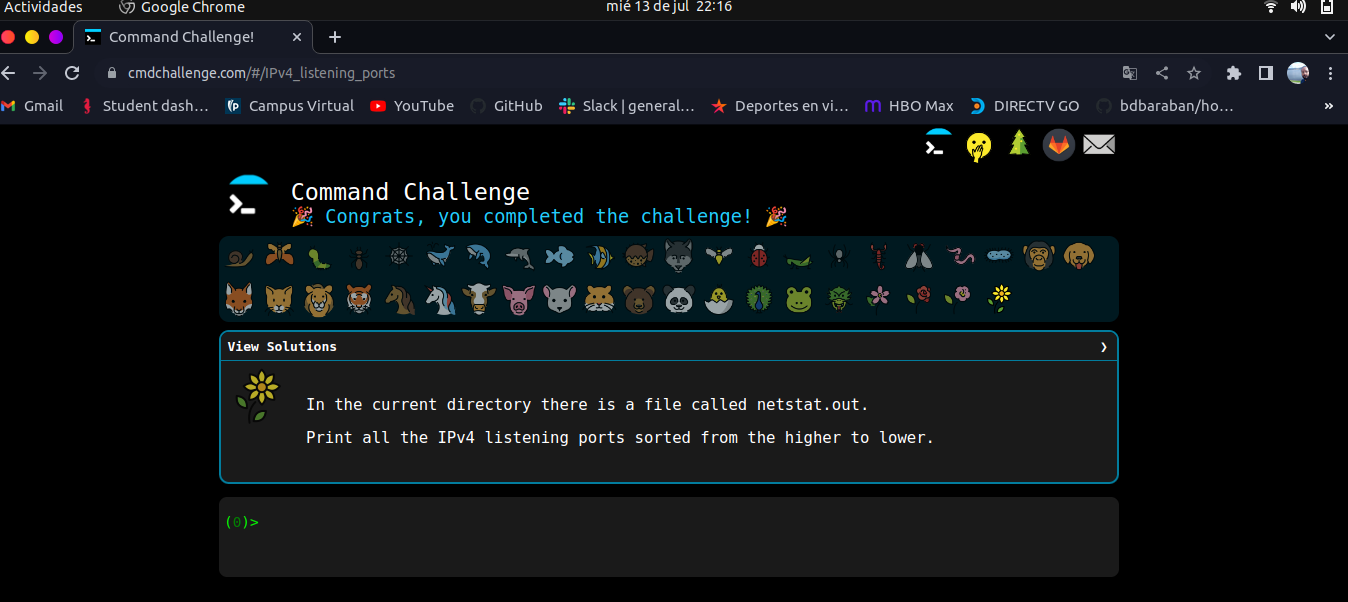 Actividades Google Chrome mié 13 de jul 22:16
Command Challenge!
cmdchallenge.com/#/IPv4_listening_ports
Gmail Student dash… Campus Virtual YouTube GitHub Slack | general… Deportes en vi… HBO Max DIRECTV GO bdbaraban/ho… »
Command Challenge
Congrats, you completed the challenge!
View Solutions
In the current directory there is a file called netstat.out.
Print all the IPv4 listening ports sorted from the higher to lower.
(0)>